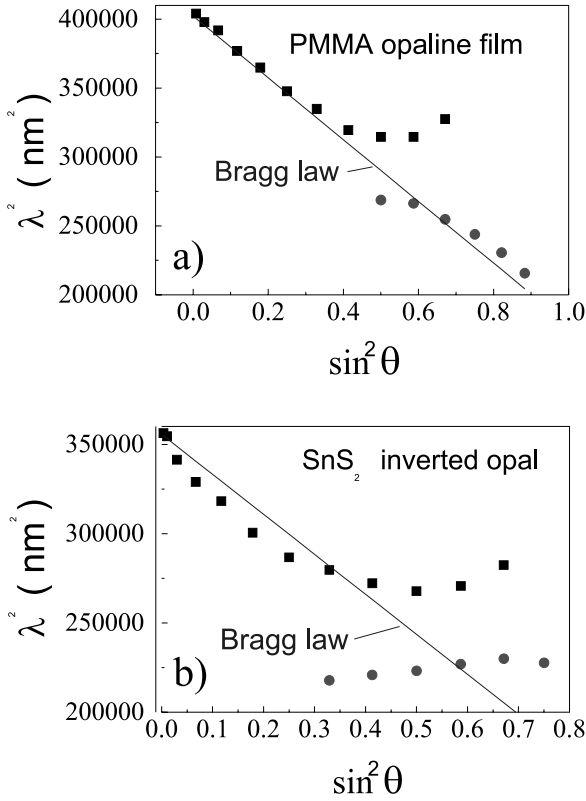 400000
350000
300000
250000
200000
λ² ( nm² )
PMMA opaline film
Bragg law
a)
0.0 0.2 0.4 0.6 0.8 1.0
sin²θ
350000
300000
250000
200000
λ² ( nm² )
SnS₂ inverted opal
Bragg law
b)
0.0 0.1 0.2 0.3 0.4 0.5 0.6 0.7 0.8
sin²θ